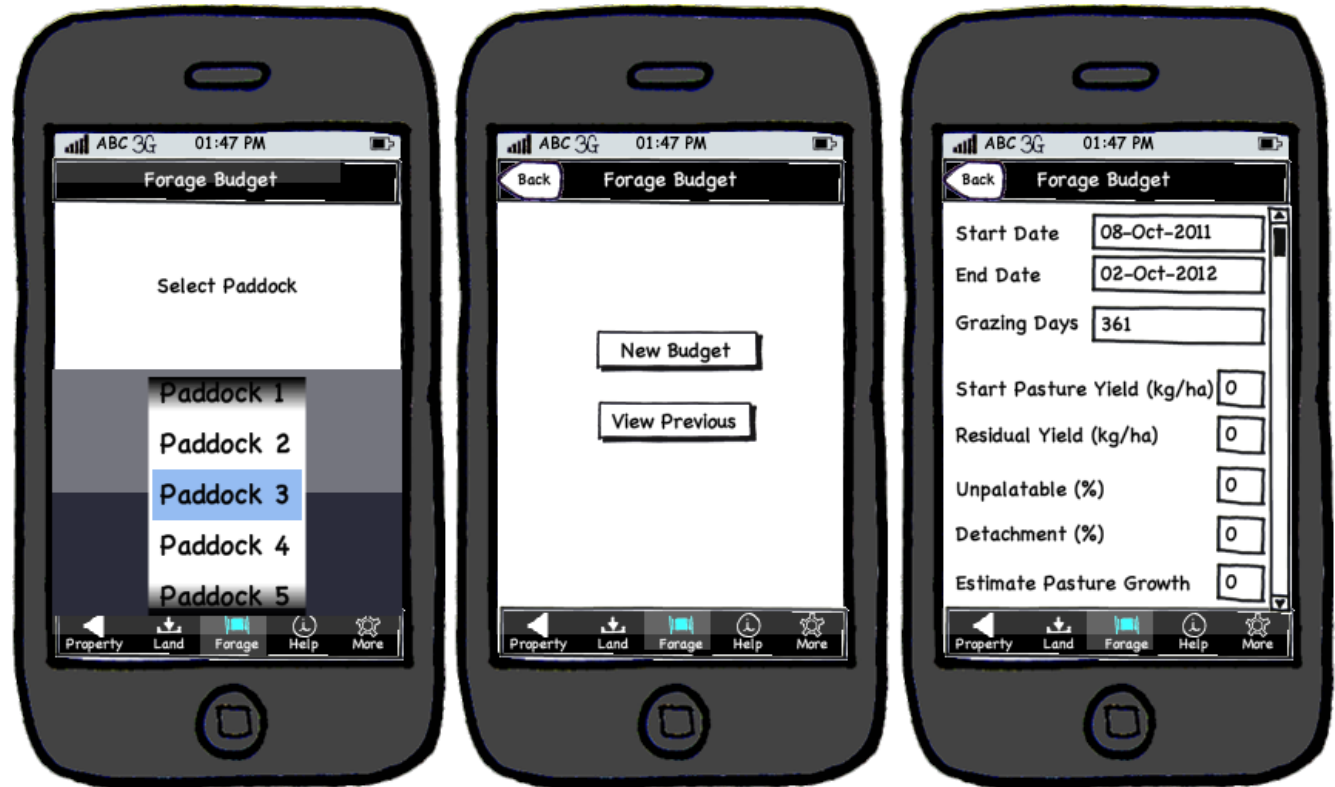 ABC 3G 01:47 PM
Forage Budget
Select Paddock
Paddock 1
Paddock 2
Paddock 3
Paddock 4
Paddock 5
Property Land Forage Help More
ABC 3G 01:47 PM
Back Forage Budget
New Budget
View Previous
Property Land Forage Help More
ABC 3G 01:47 PM
Back Forage Budget
Start Date 08-Oct-2011
End Date 02-Oct-2012
Grazing Days 361
Start Pasture Yield (kg/ha) 0
Residual Yield (kg/ha) 0
Unpalatable (%) 0
Detachment (%) 0
Estimate Pasture Growth 0
Property Land Forage Help More